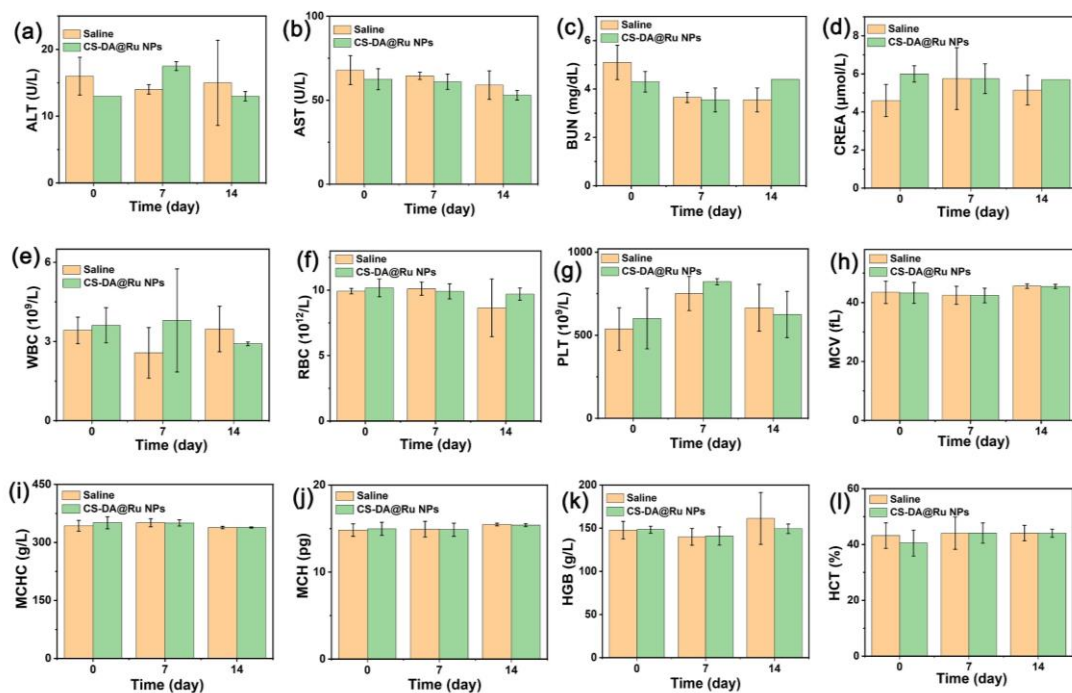 (a)
Saline
CS-DA@Ru NPs
20
10
0
ALT (U/L)
0 7 14
Time (day)
(b)
Saline
CS-DA@Ru NPs
100
75
50
25
0
AST (U/L)
0 7 14
Time (day)
(c)
Saline
CS-DA@Ru NPs
6
4
2
0
BUN (mg/dL)
0 7 14
Time (day)
(d)
Saline
CS-DA@Ru NPs
8
6
4
2
0
CREA (μmol/L)
0 7 14
Time (day)
(e)
Saline
CS-DA@Ru NPs
6
3
0
WBC (10⁹/L)
0 7 14
Time (day)
(f)
Saline
CS-DA@Ru NPs
15
10
5
0
RBC (10¹²/L)
0 7 14
Time (day)
(g)
Saline
CS-DA@Ru NPs
1000
500
0
PLT (10⁹/L)
0 7 14
Time (day)
(h)
Saline
CS-DA@Ru NPs
60
40
20
0
MCV (fL)
0 7 14
Time (day)
(i)
Saline
CS-DA@Ru NPs
450
300
150
0
MCHC (g/L)
0 7 14
Time (day)
(j)
Saline
CS-DA@Ru NPs
20
15
10
5
0
MCH (pg)
0 7 14
Time (day)
(k)
Saline
CS-DA@Ru NPs
200
150
100
50
0
HGB (g/L)
0 7 14
Time (day)
(l)
Saline
CS-DA@Ru NPs
60
40
20
0
HCT (%)
0 7 14
Time (day)